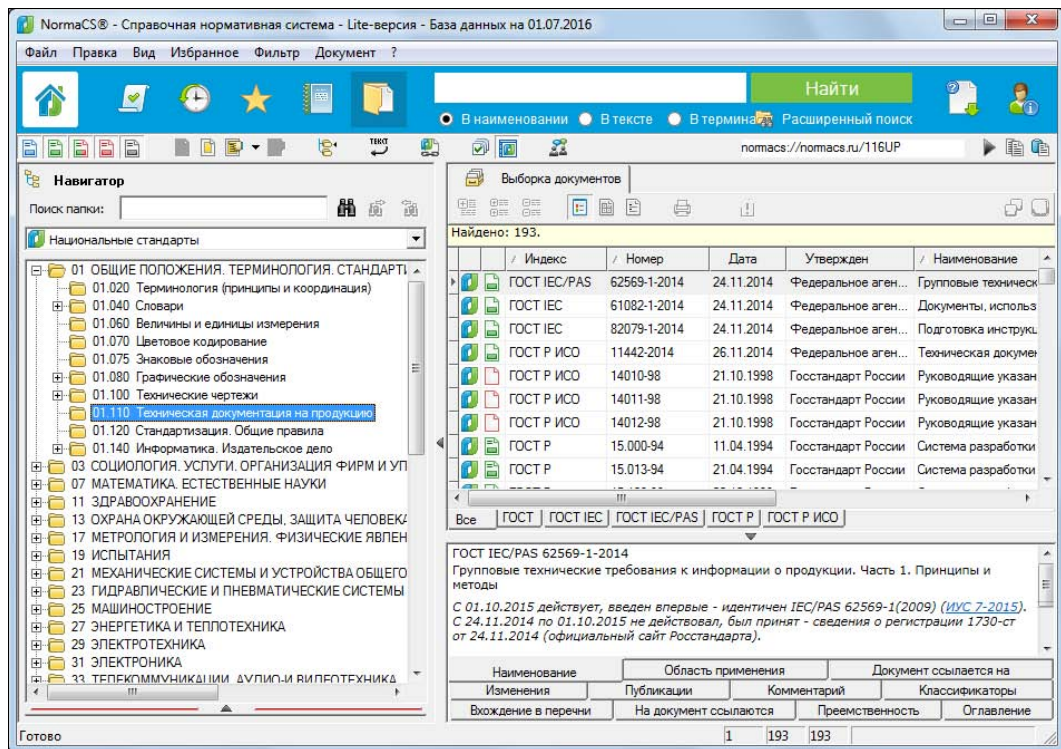 NormaCS® - Справочная нормативная система - Lite-версия - База данных на 01.07.2016
Файл Правка Вид Избранное Фильтр Документ ?
Найти
В наименовании В тексте В термина Расширенный поиск
ТЕКСТ normacs://normacs.ru/116UP
Навигатор
Поиск папки:
Национальные стандарты
01 ОБЩИЕ ПОЛОЖЕНИЯ. ТЕРМИНОЛОГИЯ. СТАНДАРТИ
01.020 Терминология (принципы и координация)
01.040 Словари
01.060 Величины и единицы измерения
01.070 Цветовое кодирование
01.075 Знаковые обозначения
01.080 Графические обозначения
01.100 Технические чертежи
01.110 Техническая документация на продукцию
01.120 Стандартизация. Общие правила
01.140 Информатика. Издательское дело
03 СОЦИОЛОГИЯ. УСЛУГИ. ОРГАНИЗАЦИЯ ФИРМ И УП
07 МАТЕМАТИКА. ЕСТЕСТВЕННЫЕ НАУКИ
11 ЗДРАВООХРАНЕНИЕ
13 ОХРАНА ОКРУЖАЮЩЕЙ СРЕДЫ, ЗАЩИТА ЧЕЛОВЕКА
17 МЕТРОЛОГИЯ И ИЗМЕРЕНИЯ. ФИЗИЧЕСКИЕ ЯВЛЕН
19 ИСПЫТАНИЯ
21 МЕХАНИЧЕСКИЕ СИСТЕМЫ И УСТРОЙСТВА ОБЩЕГО
23 ГИДРАВЛИЧЕСКИЕ И ПНЕВМАТИЧЕСКИЕ СИСТЕМЫ
25 МАШИНОСТРОЕНИЕ
27 ЭНЕРГЕТИКА И ТЕПЛОТЕХНИКА
29 ЭЛЕКТРОТЕХНИКА
31 ЭЛЕКТРОНИКА
33 ТЕЛЕКОММУНИКАЦИИ. АУДИО-И ВИДЕОТЕХНИКА
Выборка документов
Найдено: 193.
Индекс Номер Дата Утвержден Наименование
ГОСТ IEC/PAS 62569-1-2014 24.11.2014 Федеральное аген... Групповые техническ
ГОСТ IEC 61082-1-2014 24.11.2014 Федеральное аген... Документы, использ
ГОСТ IEC 82079-1-2014 24.11.2014 Федеральное аген... Подготовка инструкц
ГОСТ Р ИСО 11442-2014 26.11.2014 Федеральное аген... Техническая докумен
ГОСТ Р ИСО 14010-98 21.10.1998 Госстандарт России Руководящие указан
ГОСТ Р ИСО 14011-98 21.10.1998 Госстандарт России Руководящие указан
ГОСТ Р ИСО 14012-98 21.10.1998 Госстандарт России Руководящие указан
ГОСТ Р 15.000-94 11.04.1994 Госстандарт России Система разработки
ГОСТ Р 15.013-94 21.04.1994 Госстандарт России Система разработки
Все ГОСТ ГОСТ IEC ГОСТ IEC/PAS ГОСТ Р ГОСТ Р ИСО
ГОСТ IEC/PAS 62569-1-2014
Групповые технические требования к информации о продукции. Часть 1. Принципы и
методы
С 01.10.2015 действует, введен впервые - идентичен IEC/PAS 62569-1(2009) (ИУС 7-2015).
С 24.11.2014 по 01.10.2015 не действовал, был принят - сведения о регистрации 1730-ст
от 24.11.2014 (официальный сайт Росстандарта).
Наименование Область применения Документ ссылается на
Изменения Публикации Комментарий Классификаторы
Вхождение в перечни На документ ссылаются Преемственность Оглавление
Готово 1 193 193